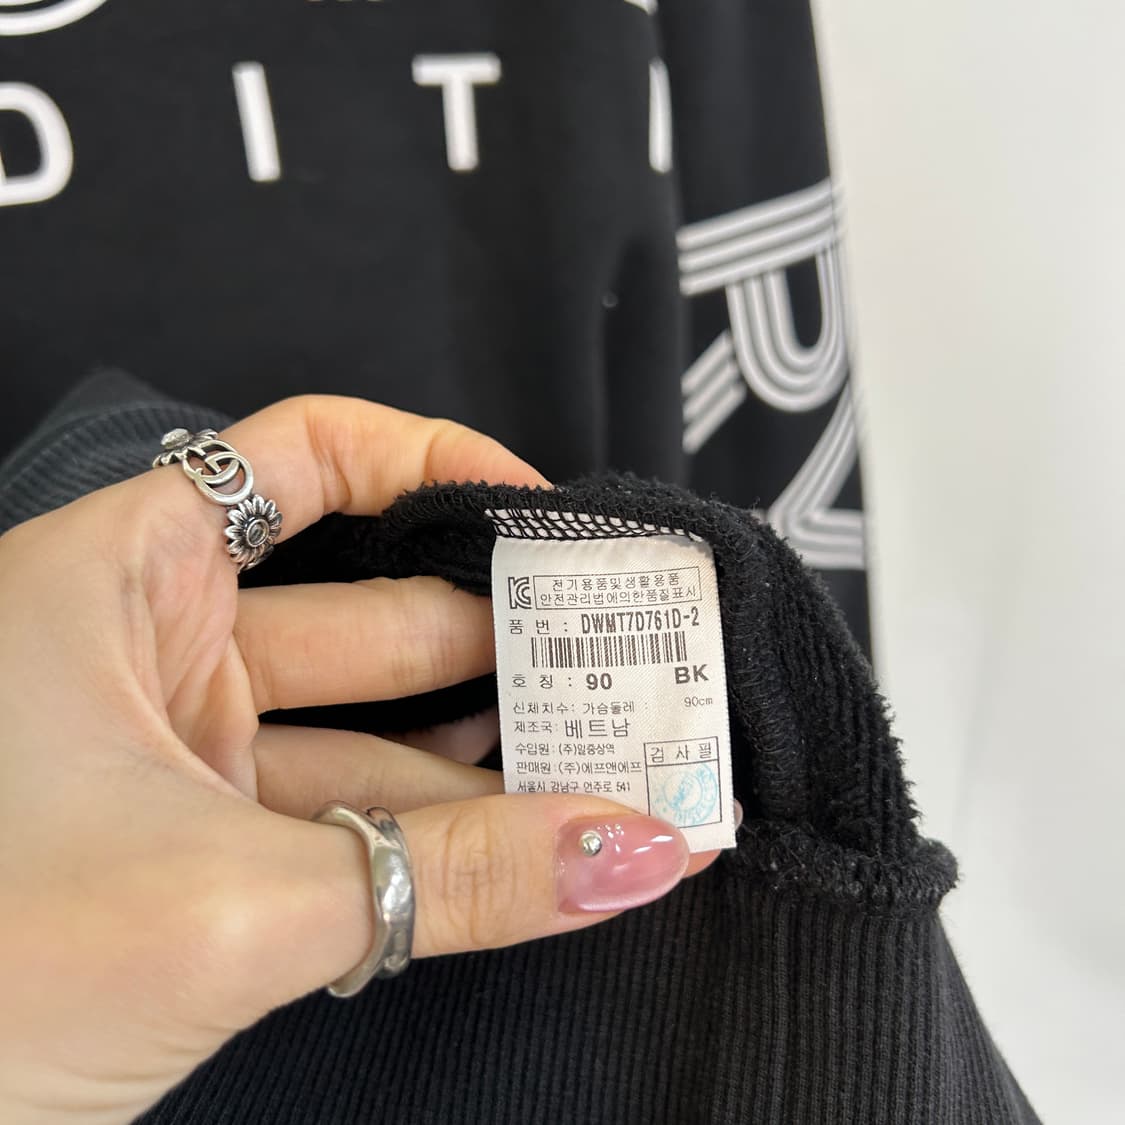 D I T
R
전기용품및생활용품
안전관리법에의한품질표시
품 번 : DWMT7D761D-2
호 칭 : 90 BK
신체치수: 가슴둘레 : 90cm
제조국: 베트남
수입원: (주)일중상역
판매원: (주)에프앤에프
서울시 강남구 언주로 541
검사필